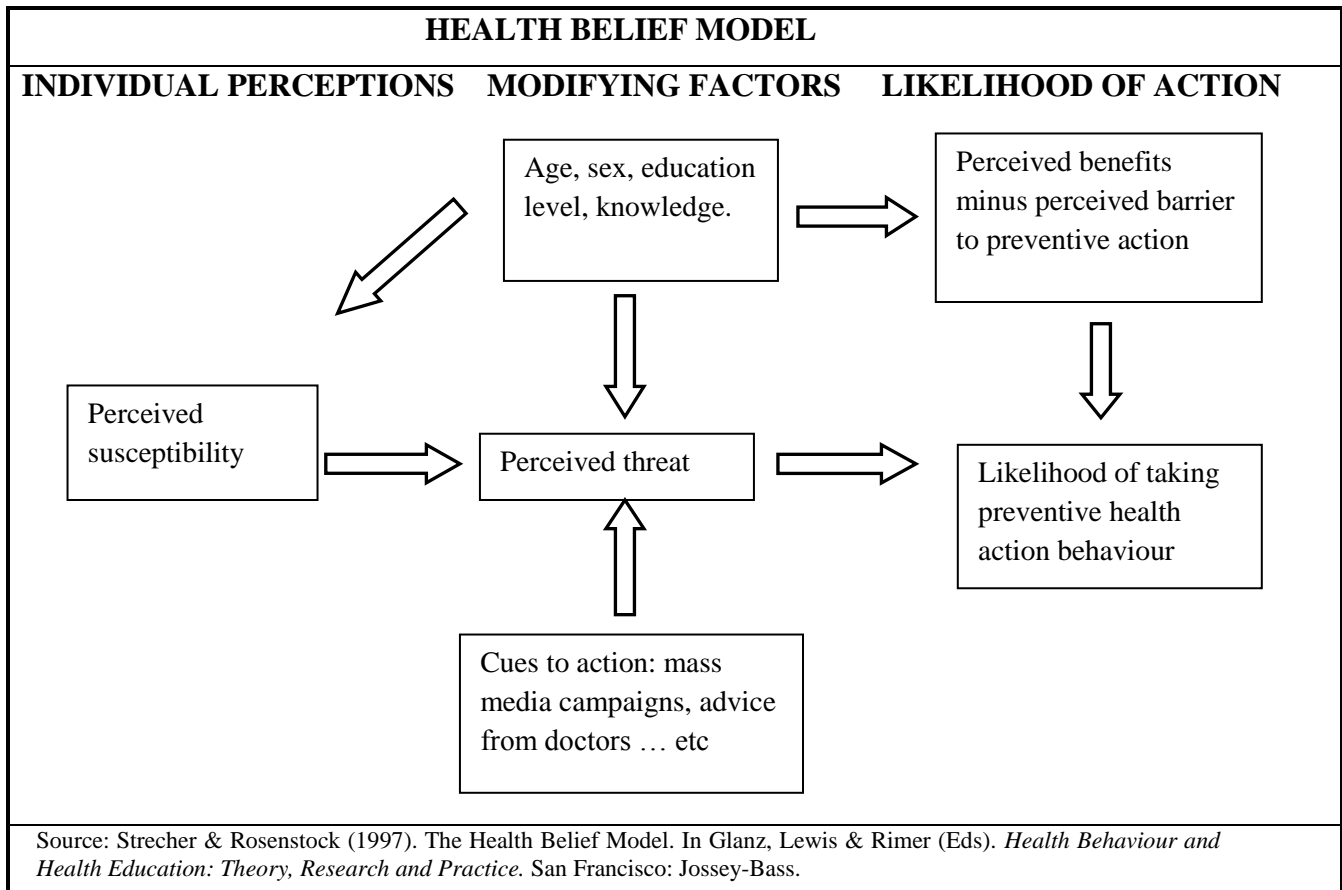 HEALTH BELIEF MODEL
INDIVIDUAL PERCEPTIONS MODIFYING FACTORS LIKELIHOOD OF ACTION
Age, sex, education
level, knowledge.
Perceived benefits
minus perceived barrier
to preventive action
Perceived
susceptibility
Perceived threat
Likelihood of taking
preventive health
action behaviour
Cues to action: mass
media campaigns, advice
from doctors … etc
Source: Strecher & Rosenstock (1997). The Health Belief Model. In Glanz, Lewis & Rimer (Eds). Health Behaviour and
Health Education: Theory, Research and Practice. San Francisco: Jossey-Bass.